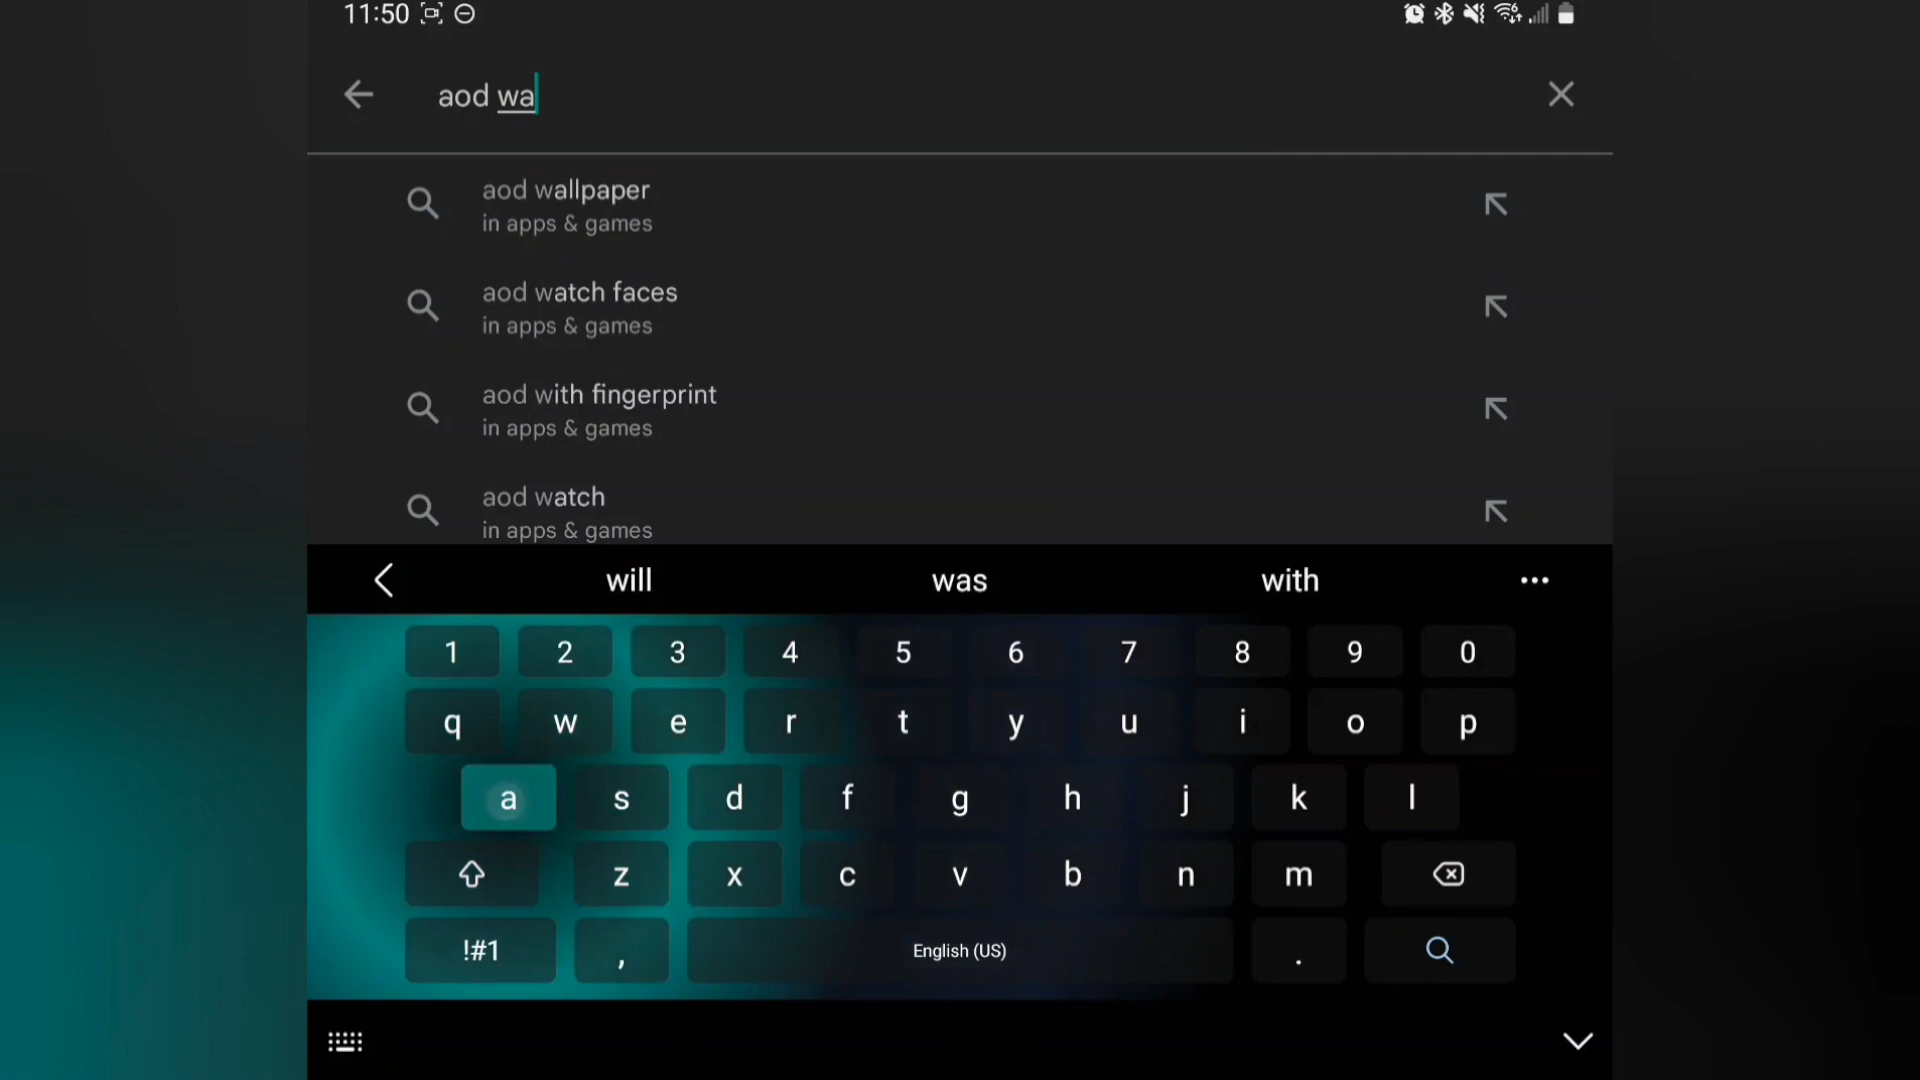 11:50
aod wa
aod wallpaper
in apps & games
aod watch faces
in apps & games
aod with fingerprint
in apps & games
aod watch
in apps & games
will was with
1 2 3 4 5 6 7 8 9 0
q w e r t y u i o p
a s d f g h j k l
z x c v b n m
!#1 , English (US) .